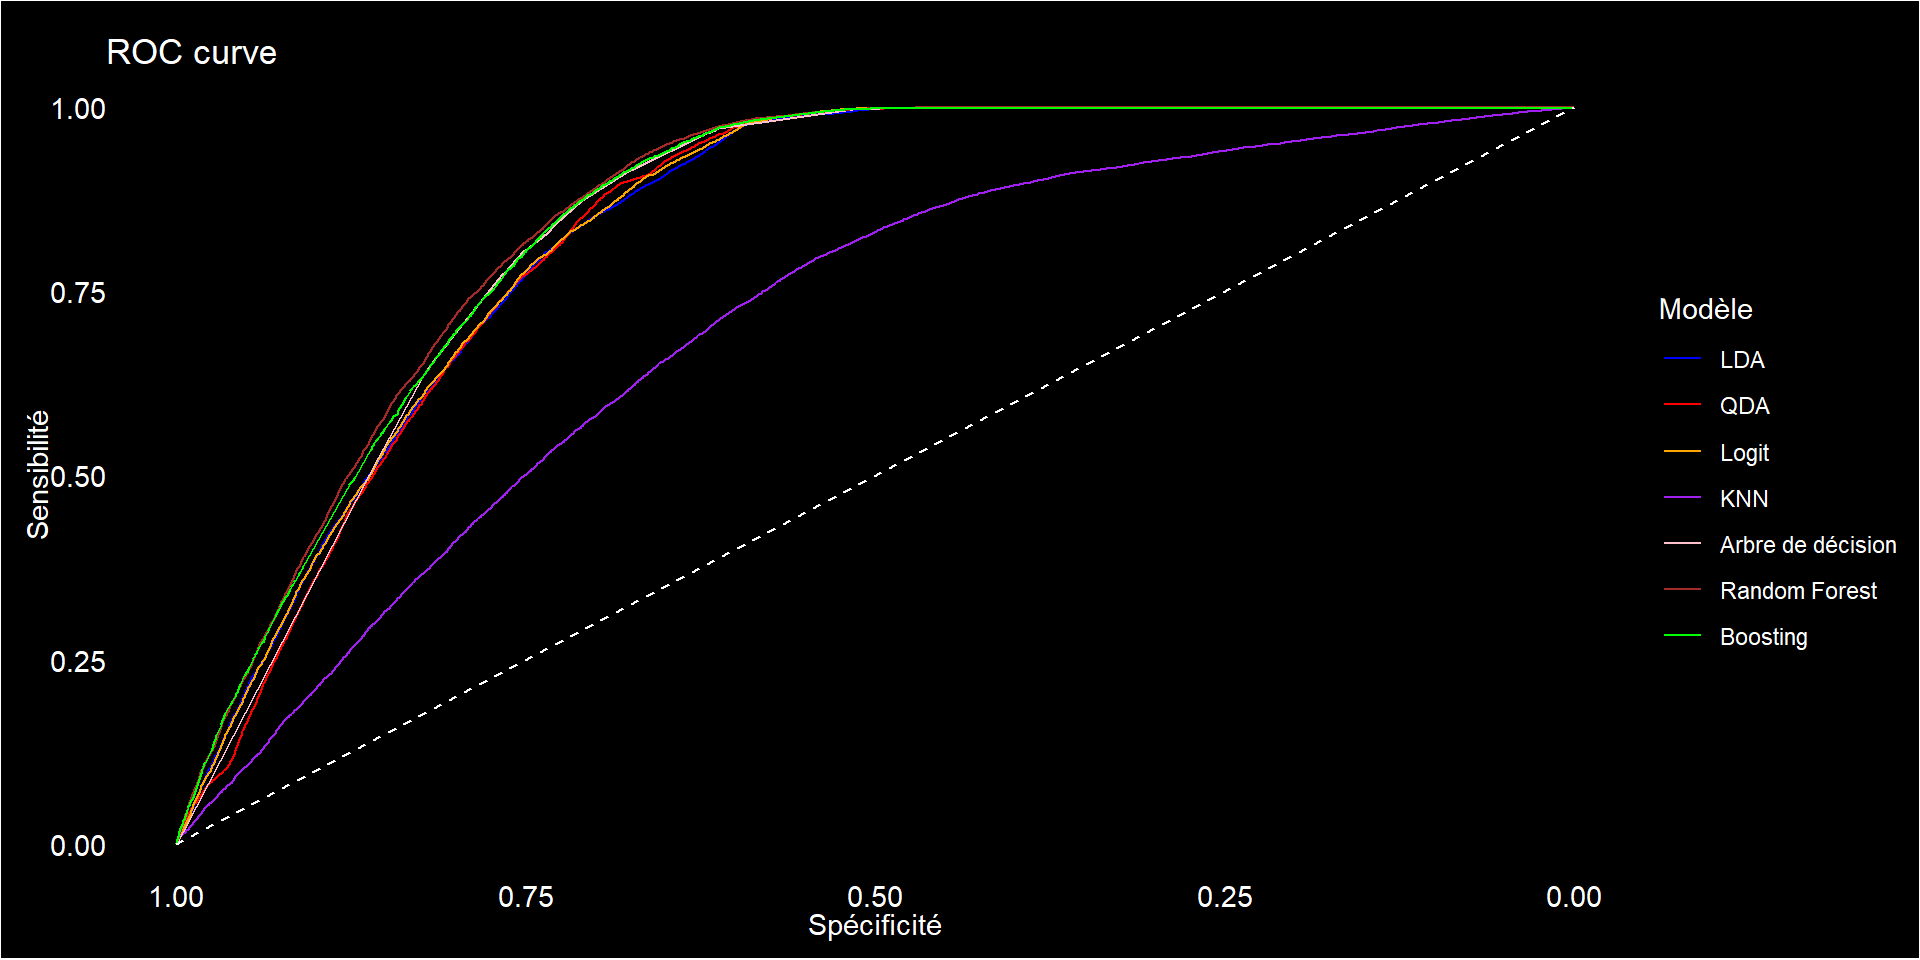 ROC curve
1.00
0.75
0.50
0.25
0.00
Sensibilité
1.00 0.75 0.50 0.25 0.00
Spécificité
Modèle
LDA
QDA
Logit
KNN
Arbre de décision
Random Forest
Boosting